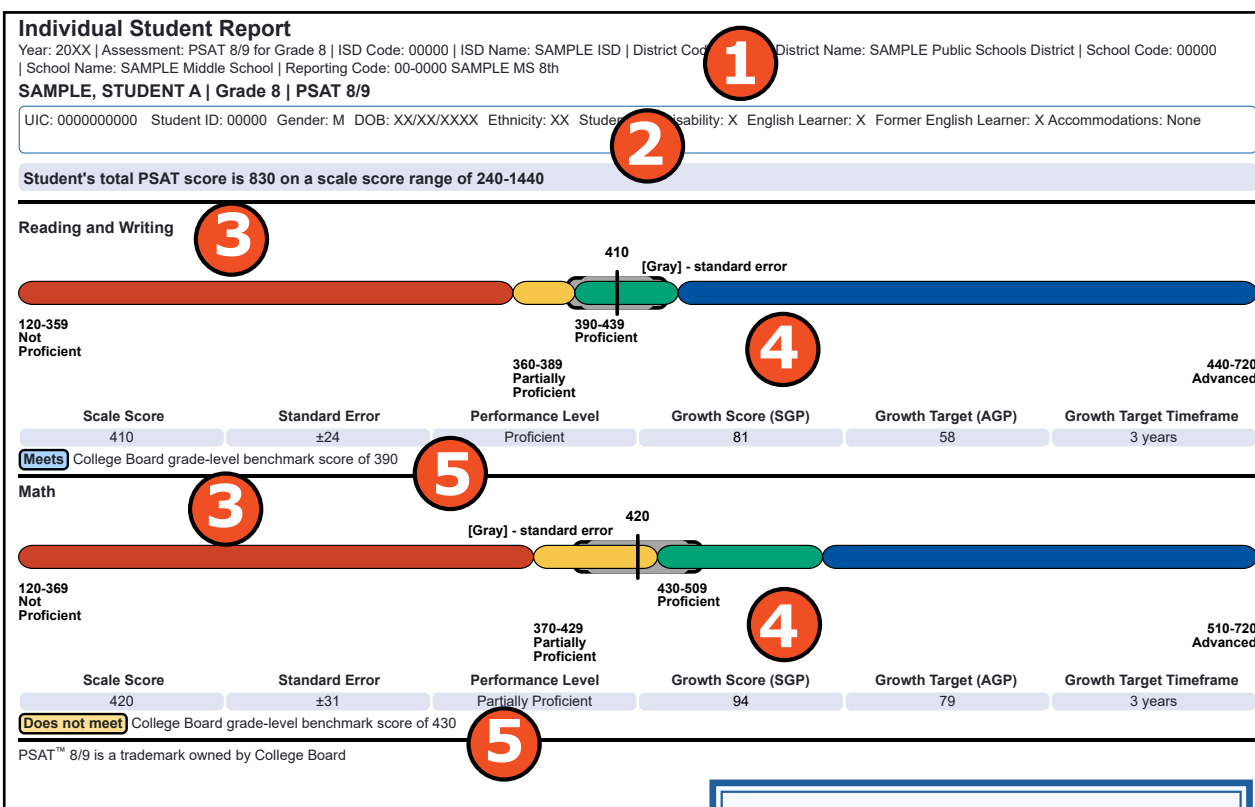 Individual Student Report
Year: 20XX | Assessment: PSAT 8/9 for Grade 8 | ISD Code: 00000 | ISD Name: SAMPLE ISD | District District Name: SAMPLE Public Schools District | School Code: 00000
| School Name: SAMPLE Middle School | Reporting Code: 00-0000 SAMPLE MS 8th
1
SAMPLE, STUDENT A | Grade 8 | PSAT 8/9
UIC: 0000000000 Student ID: 00000 Gender: M DOB: XX/XX/XXXX Ethnicity: XX X English Learner: X Former English Learner: X Accommodations: None
2
Student's total PSAT score is 830 on a scale score range of 240-1440
Reading and Writing
3
410
[Gray] - standard error
120-359
Not
Proficient
360-389
Partially
Proficient
390-439
Proficient
4
440-720
Advanced
Scale Score Standard Error Performance Level Growth Score (SGP) Growth Target (AGP) Growth Target Timeframe
410 ±24 Proficient 81 58 3 years
Meets College Board grade-level benchmark score of 390
5
Math
3
420
[Gray] - standard error
120-369
Not
Proficient
370-429
Partially
Proficient
430-509
Proficient
4
510-720
Advanced
Scale Score Standard Error Performance Level Growth Score (SGP) Growth Target (AGP) Growth Target Timeframe
420 ±31 Partially Proficient 94 79 3 years
Does not meet College Board grade-level benchmark score of 430
5
PSAT™ 8/9 is a trademark owned by College Board